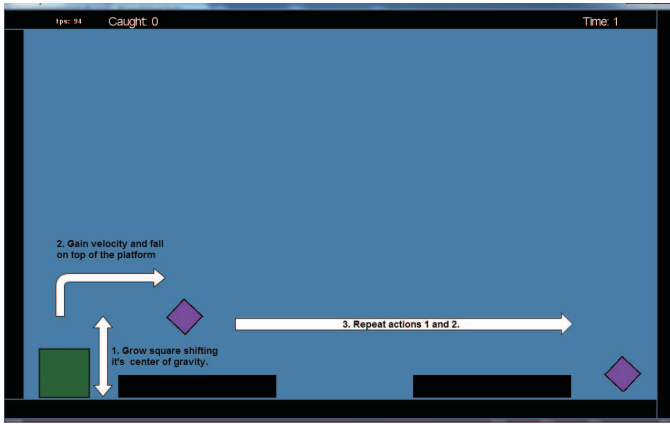 fps: 94 Caught: 0 Time: 1
2. Gain velocity and fall
on top of the platform
3. Repeat actions 1 and 2.
1. Grow square shifting
it's center of gravity.